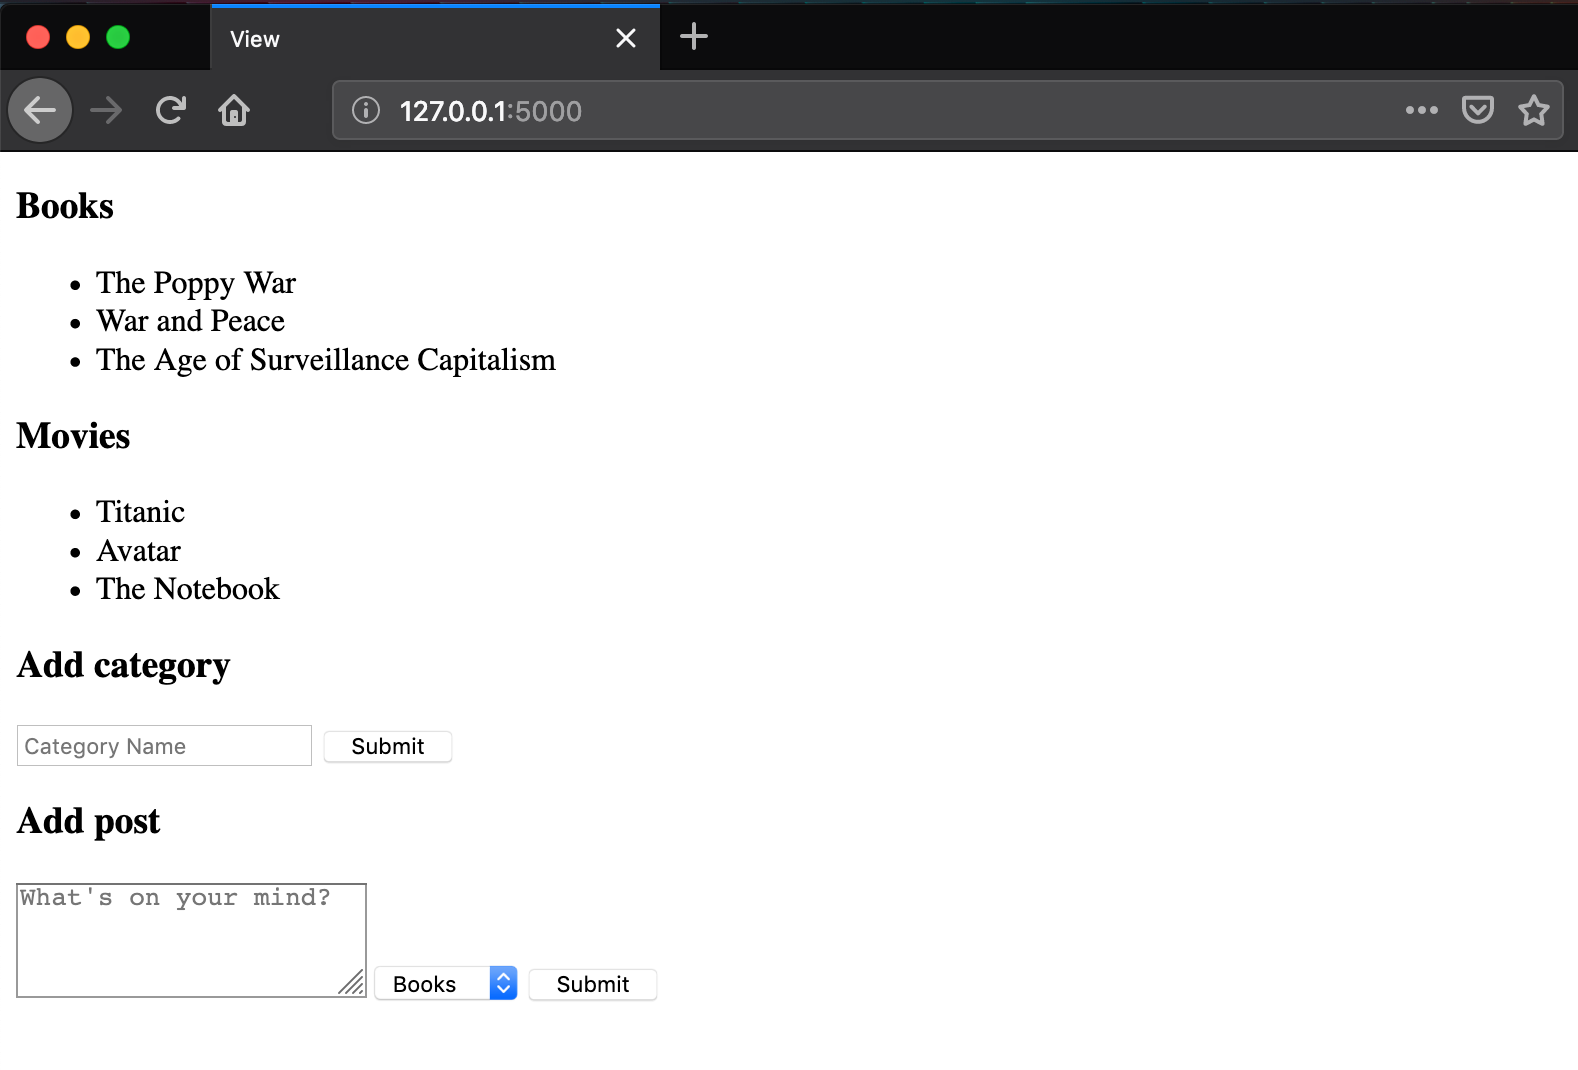 View
127.0.0.1:5000
Books
The Poppy War
War and Peace
The Age of Surveillance Capitalism
Movies
Titanic
Avatar
The Notebook
Add category
Category Name Submit
Add post
What's on your mind?
Books Submit